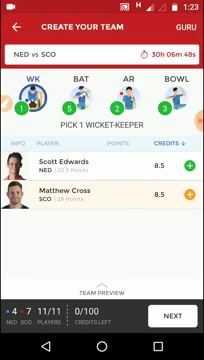 H 1:23
CREATE YOUR TEAM GURU
NED vs SCO 30h 06m 48s
WK BAT AR BOWL
1 5 2 3
PICK 1 WICKET-KEEPER
INFO PLAYER POINTS CREDITS ↓
Scott Edwards
NED | 22.5 Points 8.5
Matthew Cross
SCO | 18 Points 8.5
TEAM PREVIEW
4 7 11/11 0/100
NED SCO PLAYERS CREDITS LEFT
NEXT